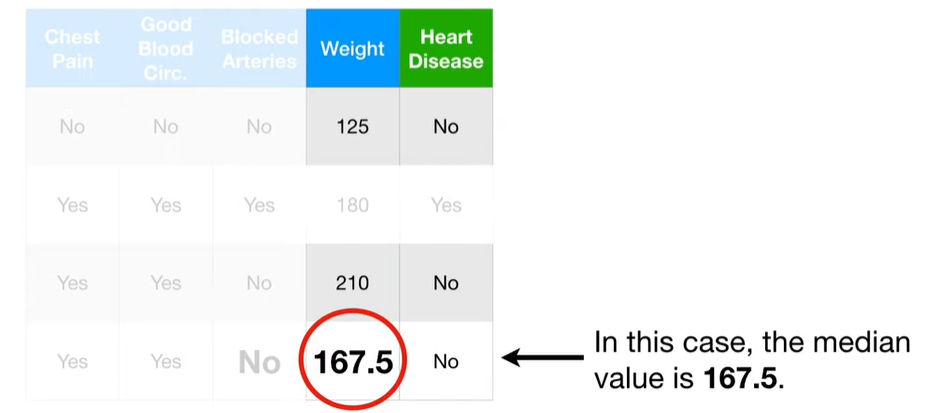 Chest Pain | Good Blood Circ. | Blocked Arteries | Weight | Heart Disease
No | No | No | 125 | No
Yes | Yes | Yes | 180 | Yes
Yes | Yes | No | 210 | No
Yes | Yes | No | 167.5 | No
In this case, the median
value is 167.5.